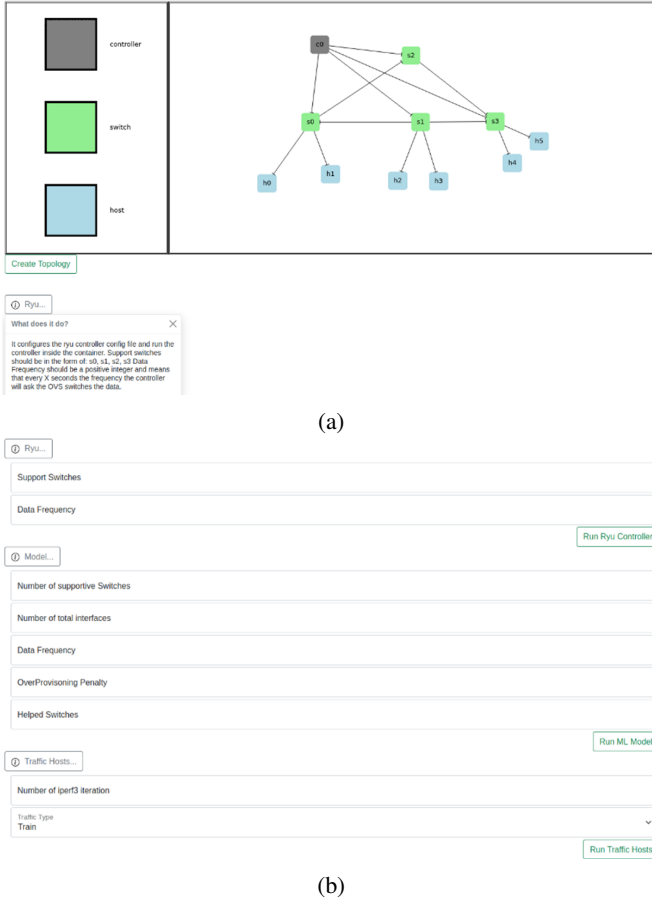 controller
switch
host
c0
s2
s0
s1
s3
h5
h4
h1
h0
h2
h3
Create Topology
Ryu...
What does it do?
It configures the ryu controller config file and run the
controller inside the container. Support switches
should be in the form of: s0, s1, s2, s3 Data
Frequency should be a positive integer and means
that every X seconds the frequency the controller
will ask the OVS switches the data.
(a)
Ryu...
Support Switches
Data Frequency
Run Ryu Controller
Model...
Number of supportive Switches
Number of total interfaces
Data Frequency
OverProvisoning Penalty
Helped Switches
Run ML Model
Traffic Hosts...
Number of iperf3 iteration
Traffic Type
Train
Run Traffic Hosts
(b)